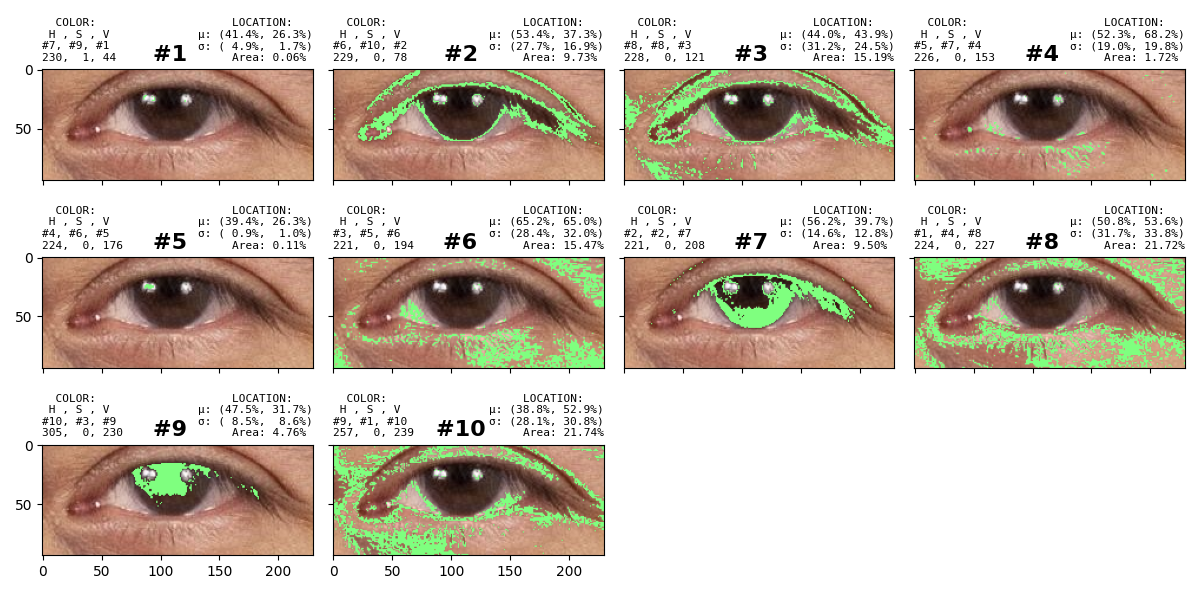 COLOR: LOCATION:
H , S , V μ: (41.4%, 26.3%)
#7, #9, #1 #1 σ: ( 4.9%, 1.7%)
230, 1, 44 Area: 0.06%
COLOR: LOCATION:
H , S , V μ: (53.4%, 37.3%)
#6, #10, #2 #2 σ: (27.7%, 16.9%)
229, 0, 78 Area: 9.73%
COLOR: LOCATION:
H , S , V μ: (44.0%, 43.9%)
#8, #8, #3 #3 σ: (31.2%, 24.5%)
228, 0, 121 Area: 15.19%
COLOR: LOCATION:
H , S , V μ: (52.3%, 68.2%)
#5, #7, #4 #4 σ: (19.0%, 19.8%)
226, 0, 153 Area: 1.72%
0
50
COLOR: LOCATION:
H , S , V μ: (39.4%, 26.3%)
#4, #6, #5 #5 σ: ( 0.9%, 1.0%)
224, 0, 176 Area: 0.11%
COLOR: LOCATION:
H , S , V μ: (65.2%, 65.0%)
#3, #5, #6 #6 σ: (28.4%, 32.0%)
221, 0, 194 Area: 15.47%
COLOR: LOCATION:
H , S , V μ: (56.2%, 39.7%)
#2, #2, #7 #7 σ: (14.6%, 12.8%)
221, 0, 208 Area: 9.50%
COLOR: LOCATION:
H , S , V μ: (50.8%, 53.6%)
#1, #4, #8 #8 σ: (31.7%, 33.8%)
224, 0, 227 Area: 21.72%
0
50
COLOR: LOCATION:
H , S , V μ: (47.5%, 31.7%)
#10, #3, #9 #9 σ: ( 8.5%, 8.6%)
305, 0, 230 Area: 4.76%
COLOR: LOCATION:
H , S , V μ: (38.8%, 52.9%)
#9, #1, #10 #10 σ: (28.1%, 30.8%)
257, 0, 239 Area: 21.74%
0
50
0 50 100 150 200
0 50 100 150 200